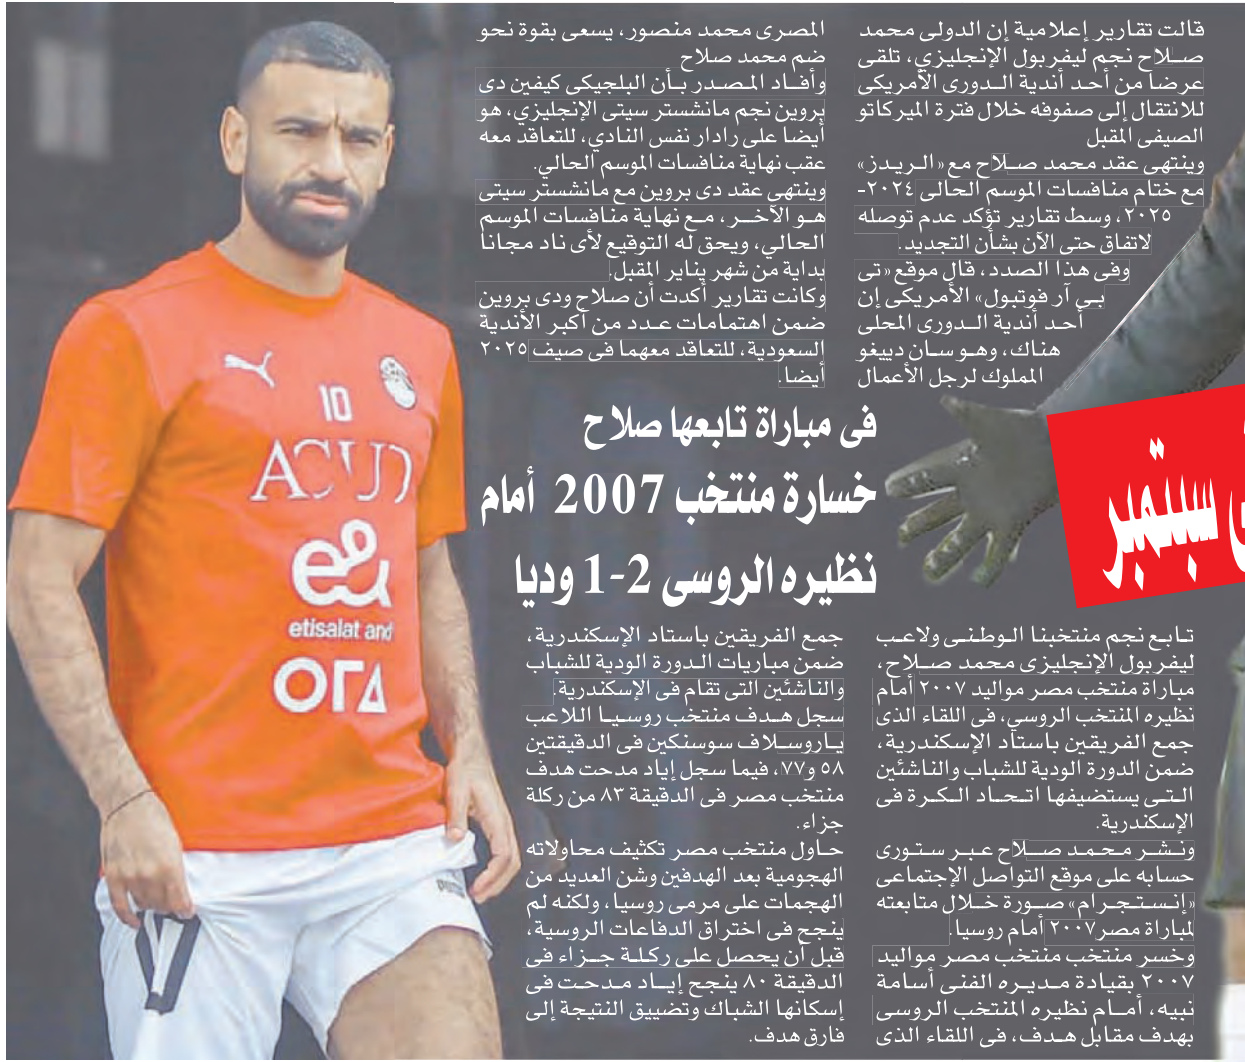 قالت تقارير إعلامية إن الدولى محمد
صلاح نجم ليفربول الإنجليزي، تلقى
عرضا من أحد أندية الدورى الأمريكى
للانتقال إلى صفوفه خلال فترة الميركاتو
الصيفى المقبل
وينتهى عقد محمد صلاح مع «الريدز»
مع ختام منافسات الموسم الحالى ٢٠٢٤-
٢٠٢٥، وسط تقارير تؤكد عدم توصله
لاتفاق حتى الآن بشأن التجديد.
وفى هذا الصدد، قال موقع «تى
بي آر فوتبول» الأمريكى إن
أحد أندية الدورى المحلى
هناك، وهو سان دييغو
المملوك لرجل الأعمال
المصرى محمد منصور، يسعى بقوة نحو
ضم محمد صلاح
وأفاد المصدر بأن البلجيكى كيفين دى
بروين نجم مانشستر سيتى الإنجليزي، هو
أيضا على رادار نفس النادي، للتعاقد معه
عقب نهاية منافسات الموسم الحالي.
وينتهى عقد دى بروين مع مانشستر سيتى
هو الآخر، مع نهاية منافسات الموسم
الحالي، ويحق له التوقيع لأى ناد مجانا
بداية من شهر يناير المقبل.
وكانت تقارير أكدت أن صلاح ودى بروين
ضمن اهتمامات عدد من أكبر الأندية
السعودية، للتعاقد معهما فى صيف ٢٠٢٥
أيضا.
سبتمبر
فى مباراة تابعها صلاح
خسارة منتخب 2007 أمام
نظيره الروسى 2-1 وديا
تابع نجم منتخبنا الوطنى ولاعب
ليفربول الإنجليزى محمد صلاح،
مباراة منتخب مصر مواليد ٢٠٠٧ أمام
نظيره المنتخب الروسي، فى اللقاء الذى
جمع الفريقين باستاد الإسكندرية،
ضمن الدورة الودية للشباب والناشئين
التى يستضيفها اتحاد الكرة فى
الإسكندرية.
ونشر محمد صلاح عبر ستورى
حسابه على موقع التواصل الإجتماعى
«إنستجرام» صورة خلال متابعته
لمباراة مصر٢٠٠٧ أمام روسيا.
وخسر منتخب منتخب مصر مواليد
٢٠٠٧ بقيادة مديره الفنى أسامة
نبيه، أمام نظيره المنتخب الروسى
بهدف مقابل هدف، فى اللقاء الذى
جمع الفريقين باستاد الإسكندرية،
ضمن مباريات الدورة الودية للشباب
والناشئين التى تقام فى الإسكندرية.
سجل هدف منتخب روسيا اللاعب
ياروسلاف سوسنكين فى الدقيقتين
٥٨ و٧٧، فيما سجل إياد مدحت هدف
منتخب مصر فى الدقيقة ٨٣ من ركلة
جزاء.
حاول منتخب مصر تكثيف محاولاته
الهجومية بعد الهدفين وشن العديد من
الهجمات على مرمى روسيا، ولكنه لم
ينجح فى اختراق الدفاعات الروسية،
قبل أن يحصل على ركلة جزاء فى
الدقيقة ٨٠ ينجح إياد مدحت فى
إسكانها الشباك وتضييق النتيجة إلى
فارق هدف.
10
e&
etisalat and
ORA
PUMA